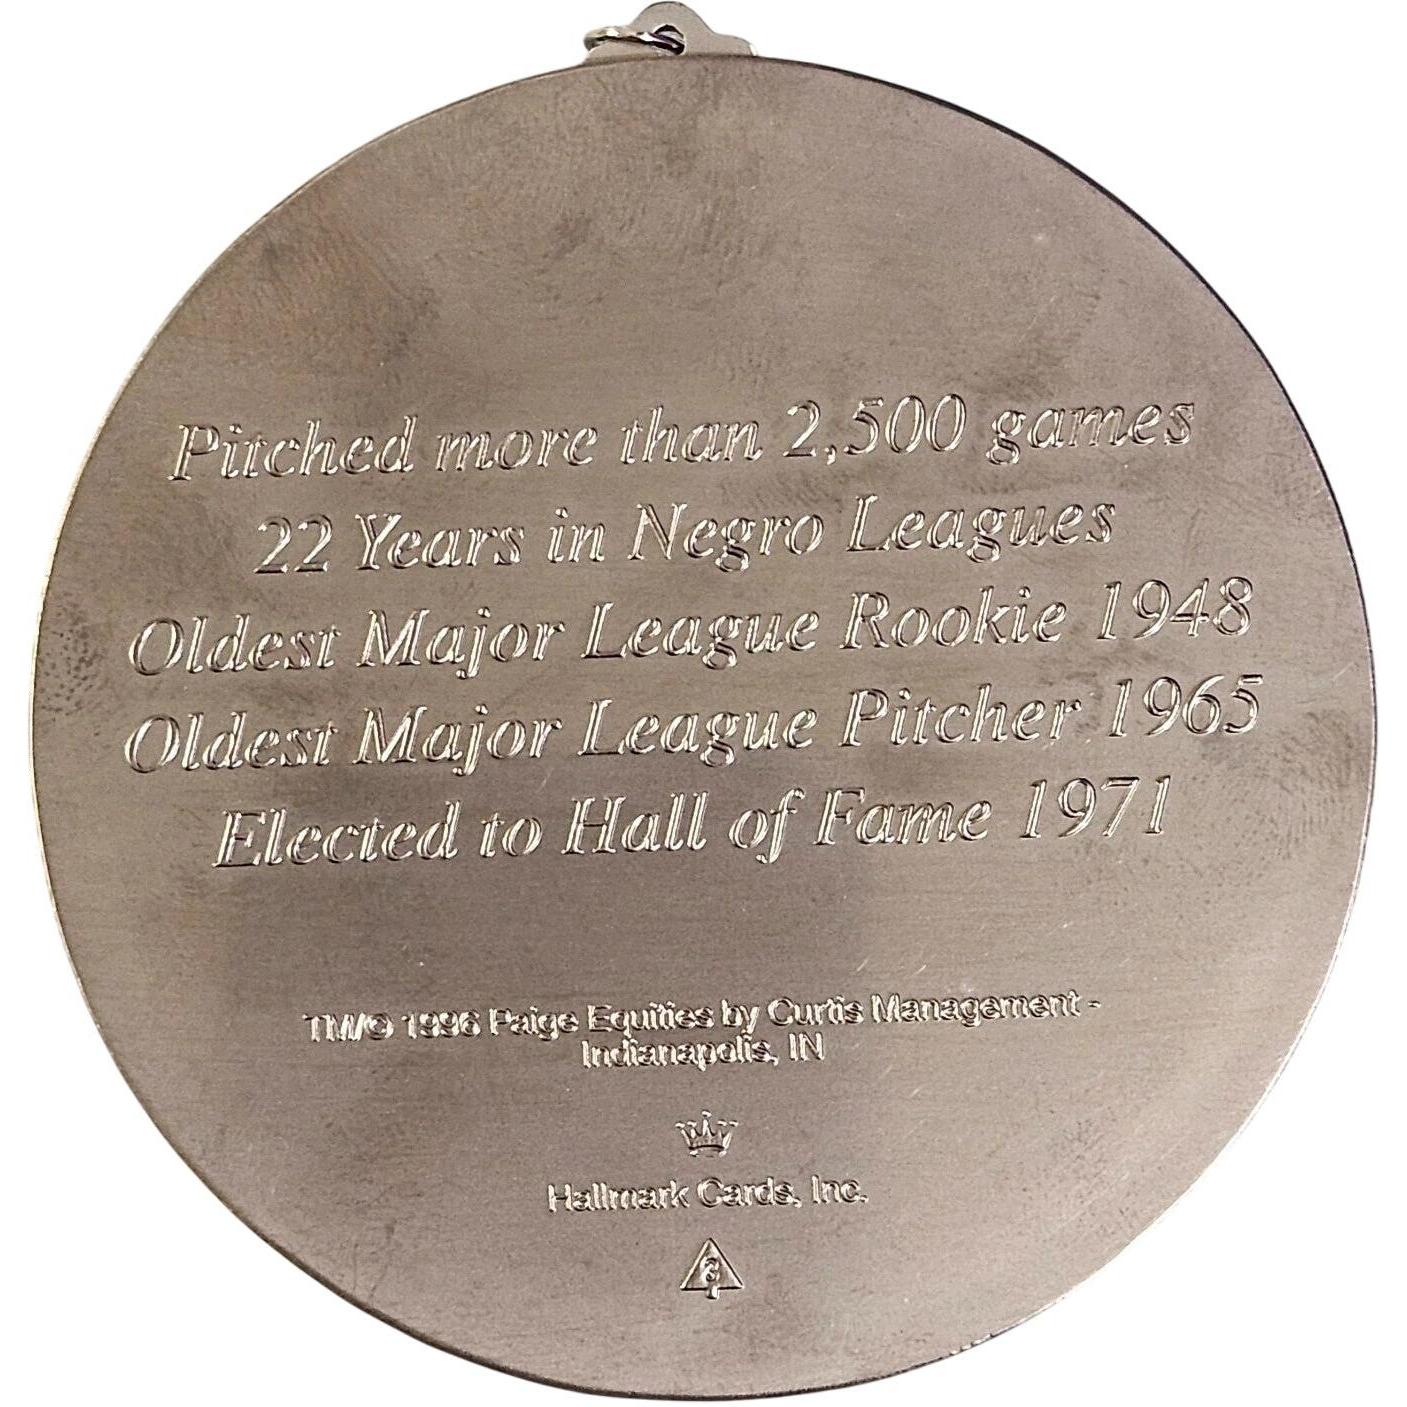 Pitched more than 2,500 games
22 Years in Negro Leagues
Oldest Major League Rookie 1948
Oldest Major League Pitcher 1965
Elected to Hall of Fame 1971
TM/© 1996 Paige Equities by Curtis Management -
Indianapolis, IN
Hallmark Cards, Inc.
3